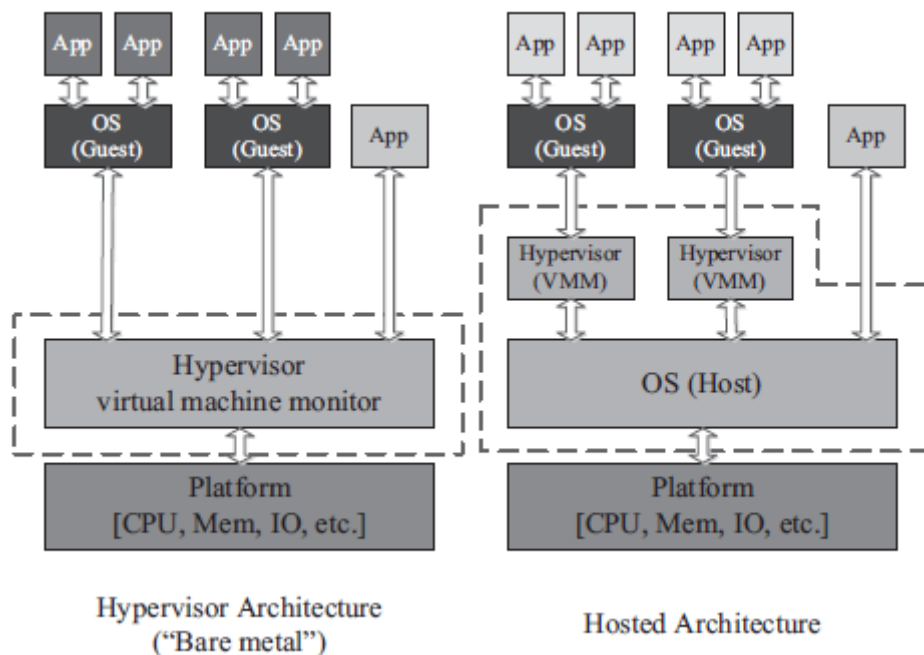 App App App App
OS
(Guest)
OS
(Guest)
App
Hypervisor
virtual machine monitor
Platform
[CPU, Mem, IO, etc.]
Hypervisor Architecture
(“Bare metal”)
App App App App
OS
(Guest)
OS
(Guest)
App
Hypervisor
(VMM)
Hypervisor
(VMM)
OS (Host)
Platform
[CPU, Mem, IO, etc.]
Hosted Architecture